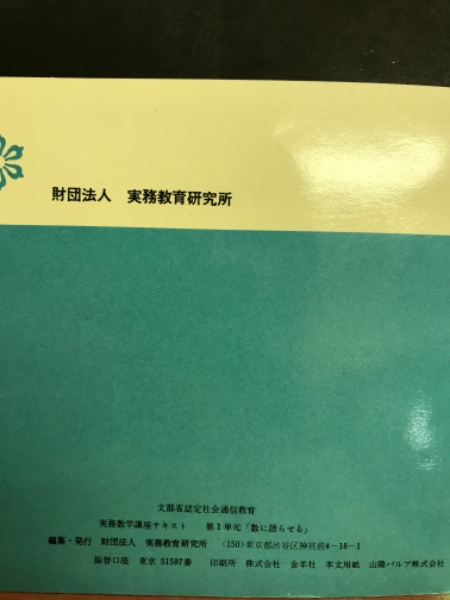 財団法人 実務教育研究所
文部省認定社会通信教育
実務数学講座テキスト 第1単元「数に語らせる」
編集・発行 財団法人 実務教育研究所 〈150〉東京都渋谷区神宮前4-18-1
振替口座 東京 51587番 印刷所 株式会社 金羊社 本文用紙 山陽パルプ株式会社